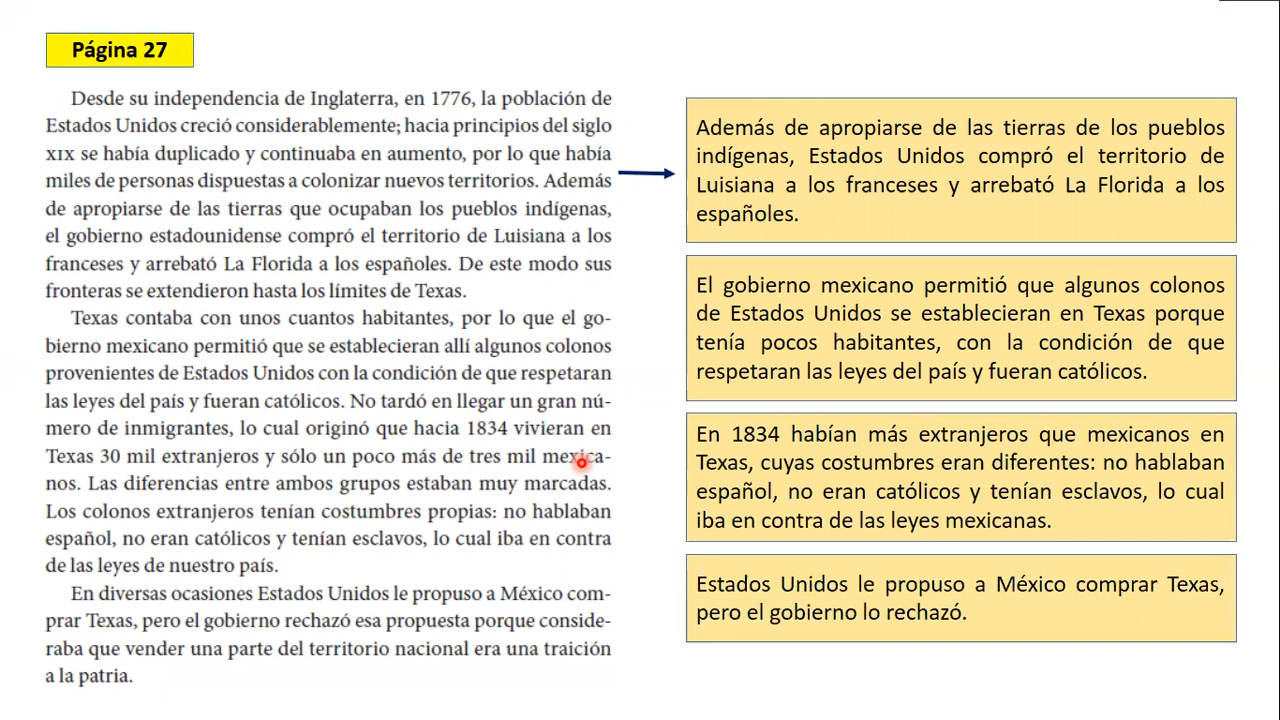 Página 27
Desde su independencia de Inglaterra, en 1776, la población de
Estados Unidos creció considerablemente; hacia principios del siglo
XIX se había duplicado y continuaba en aumento, por lo que había
miles de personas dispuestas a colonizar nuevos territorios. Además
de apropiarse de las tierras que ocupaban los pueblos indígenas,
el gobierno estadounidense compró el territorio de Luisiana a los
franceses y arrebató La Florida a los españoles. De este modo sus
fronteras se extendieron hasta los límites de Texas.
Texas contaba con unos cuantos habitantes, por lo que el go-
bierno mexicano permitió que se establecieran allí algunos colonos
provenientes de Estados Unidos con la condición de que respetaran
las leyes del país y fueran católicos. No tardó en llegar un gran nú-
mero de inmigrantes, lo cual originó que hacia 1834 vivieran en
Texas 30 mil extranjeros y sólo un poco más de tres mil mexica-
nos. Las diferencias entre ambos grupos estaban muy marcadas.
Los colonos extranjeros tenían costumbres propias: no hablaban
español, no eran católicos y tenían esclavos, lo cual iba en contra
de las leyes de nuestro país.
En diversas ocasiones Estados Unidos le propuso a México com-
prar Texas, pero el gobierno rechazó esa propuesta porque conside-
raba que vender una parte del territorio nacional era una traición
a la patria.
Además de apropiarse de las tierras de los pueblos
indígenas, Estados Unidos compró el territorio de
Luisiana a los franceses y arrebató La Florida a los
españoles.
El gobierno mexicano permitió que algunos colonos
de Estados Unidos se establecieran en Texas porque
tenía pocos habitantes, con la condición de que
respetaran las leyes del país y fueran católicos.
En 1834 habían más extranjeros que mexicanos en
Texas, cuyas costumbres eran diferentes: no hablaban
español, no eran católicos y tenían esclavos, lo cual
iba en contra de las leyes mexicanas.
Estados Unidos le propuso a México comprar Texas,
pero el gobierno lo rechazó.